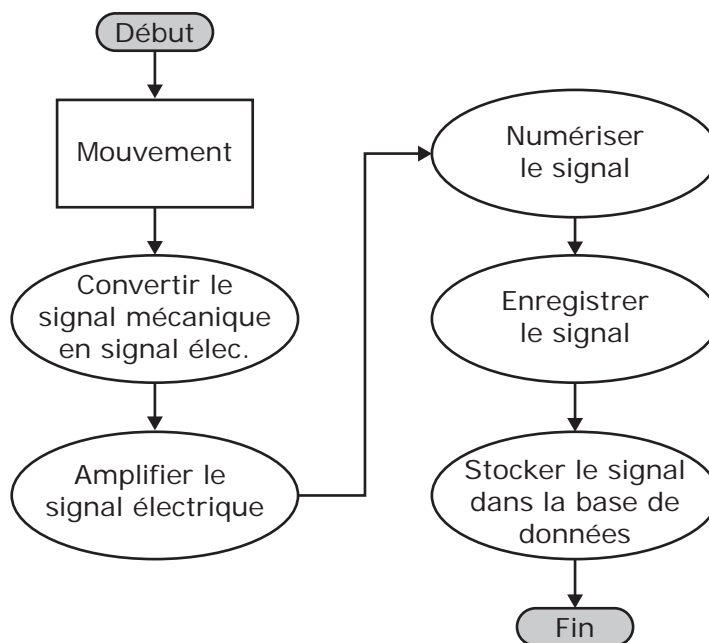 Début
Mouvement
Convertir le
signal mécanique
en signal élec.
Amplifier le
signal électrique
Numériser
le signal
Enregistrer
le signal
Stocker le signal
dans la base de
données
Fin